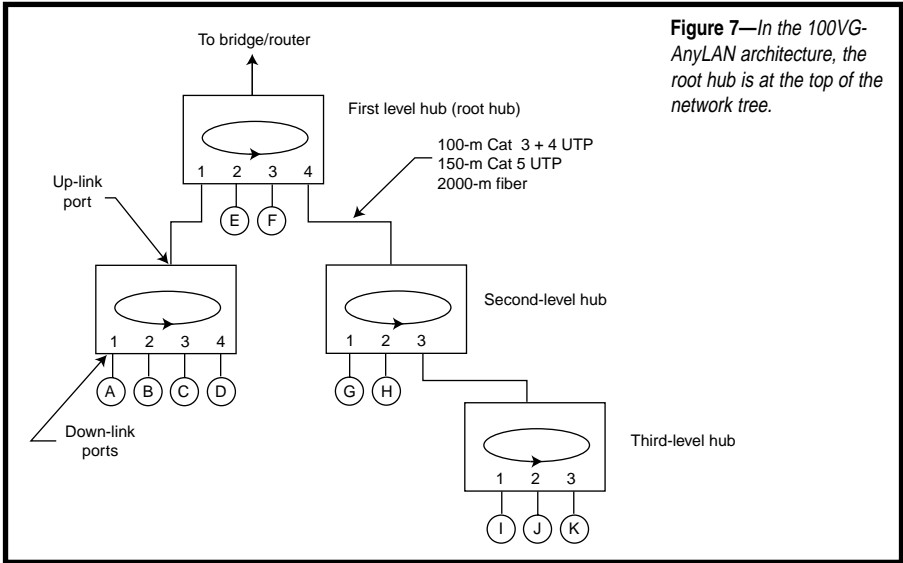 Figure 7—In the 100VG-
AnyLAN architecture, the
root hub is at the top of the
network tree.
To bridge/router
First level hub (root hub)
100-m Cat 3 + 4 UTP
150-m Cat 5 UTP
2000-m fiber
1 2 3 4
Up-link
port
E F
Second-level hub
1 2 3 4
1 2 3
A B C D
G H
Down-link
ports
Third-level hub
1 2 3
I J K